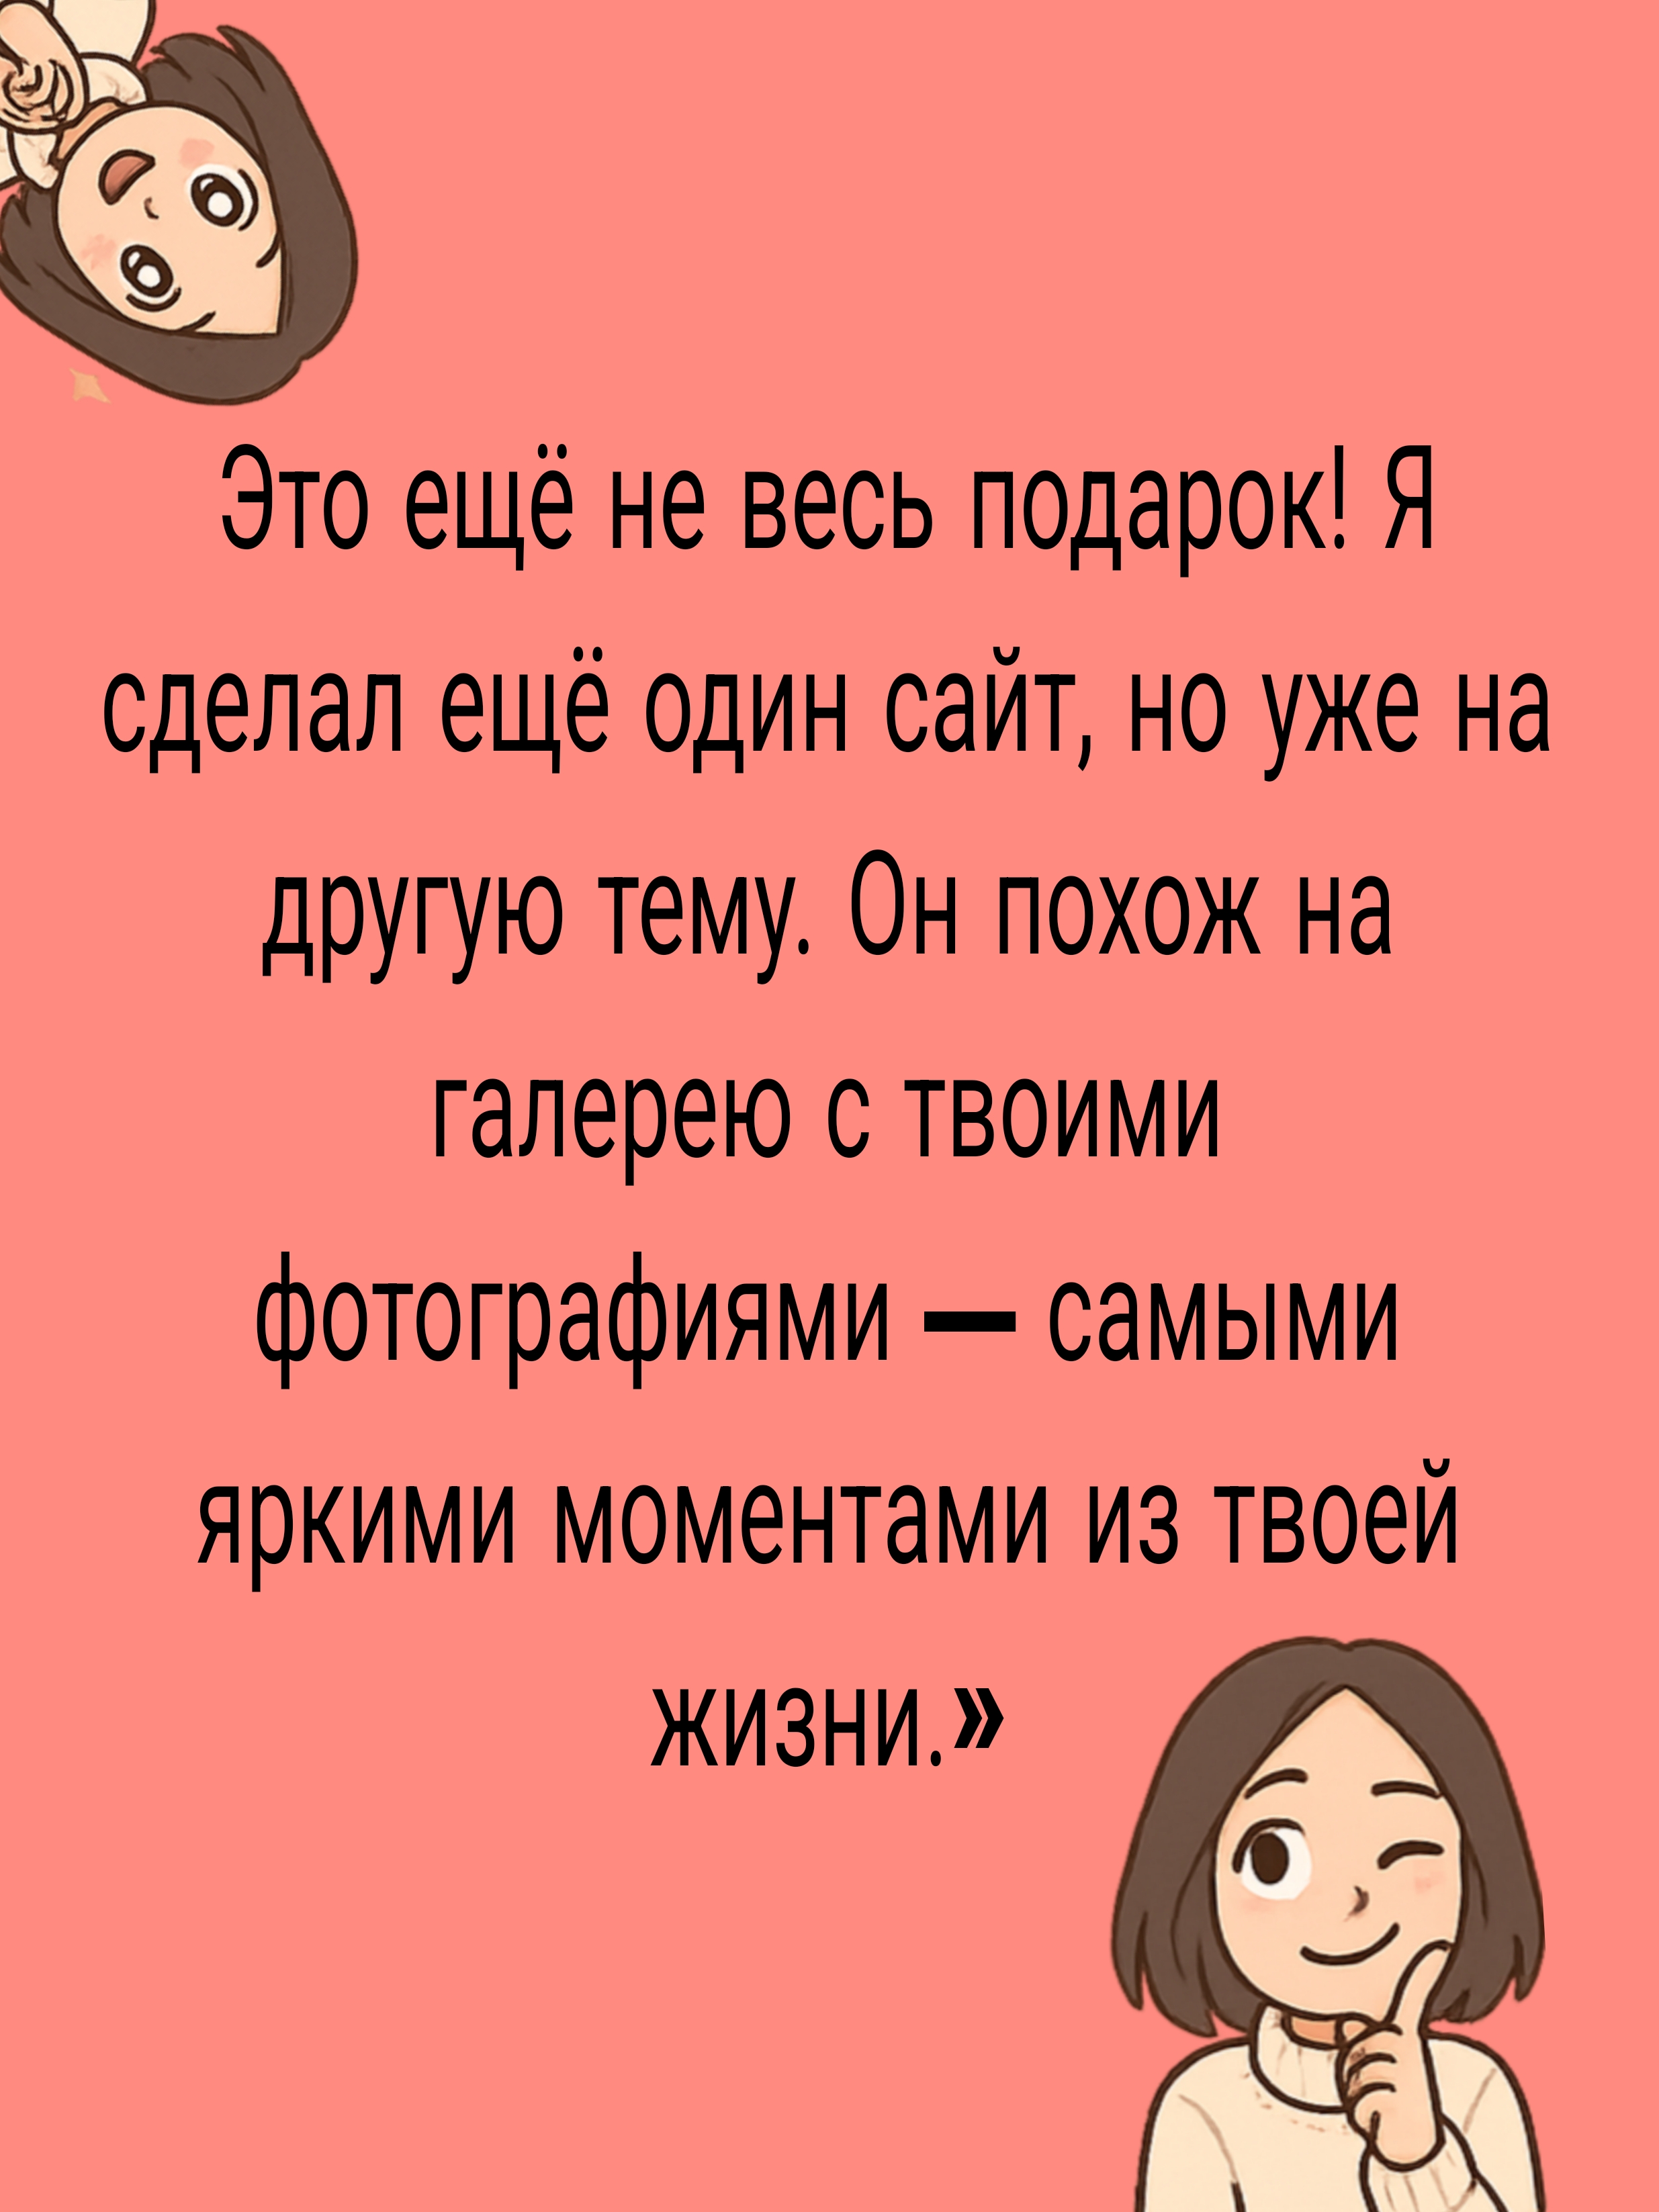 Это ещё не весь подарок! Я
сделал ещё один сайт, но уже на
другую тему. Он похож на
галерею с твоими
фотографиями — самыми
яркими моментами из твоей
жизни.»